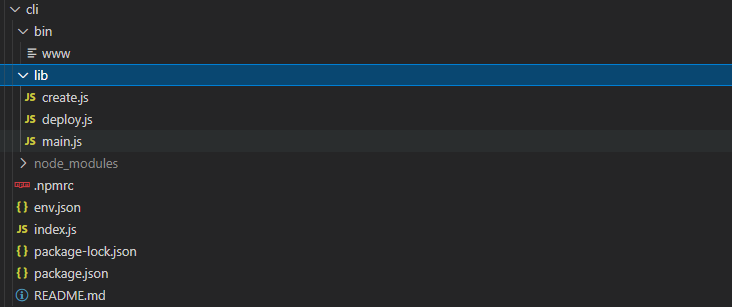 cli
bin
www
lib
JS create.js
JS deploy.js
JS main.js
node_modules
npm .npmrc
{} env.json
JS index.js
{} package-lock.json
{} package.json
README.md